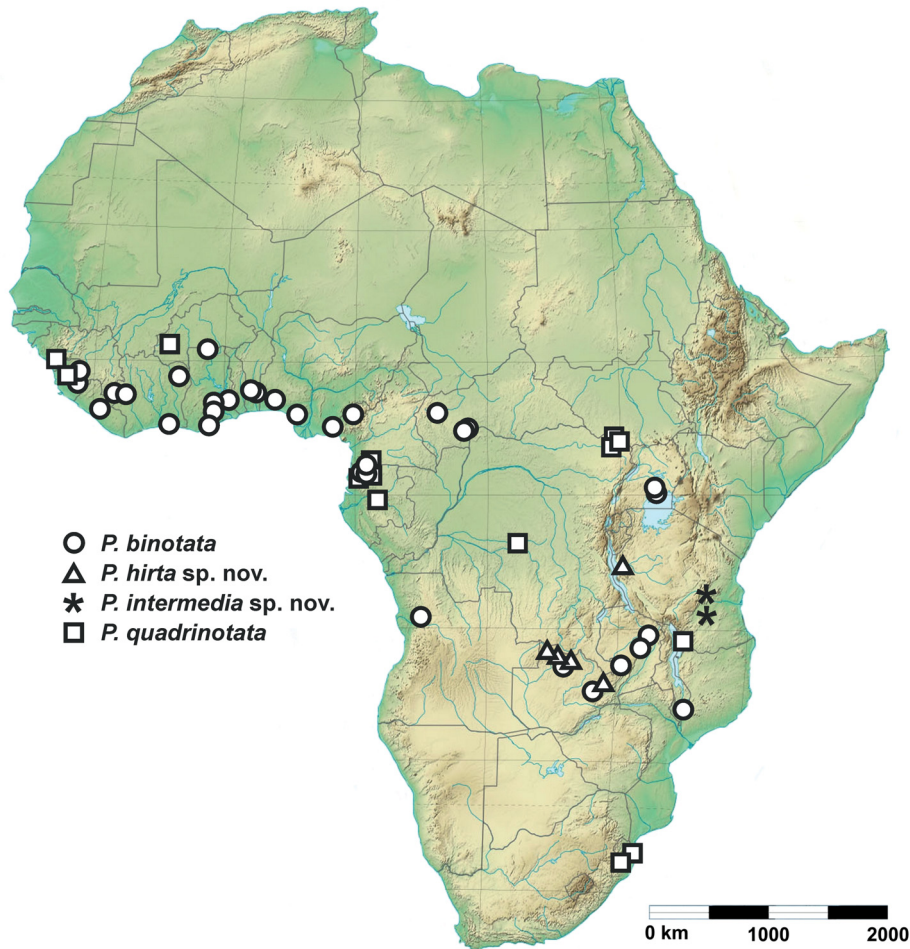 P. binotata
P. hirta sp. nov.
P. intermedia sp. nov.
P. quadrinotata
0 km 1000 2000